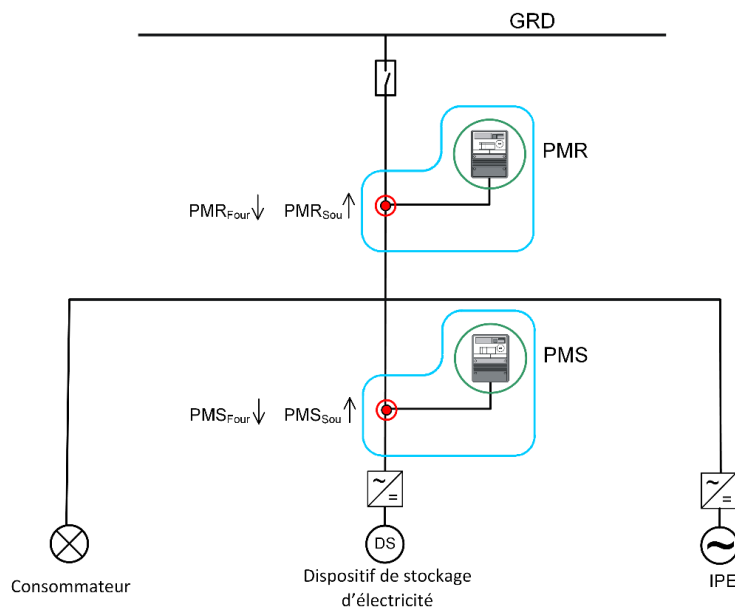 GRD
PMR
PMRFour↓ PMRSou↑
PMS
PMSFour↓ PMSSou↑
~
=
~
=
DS
~
Consommateur
Dispositif de stockage
d'électricité
IPE